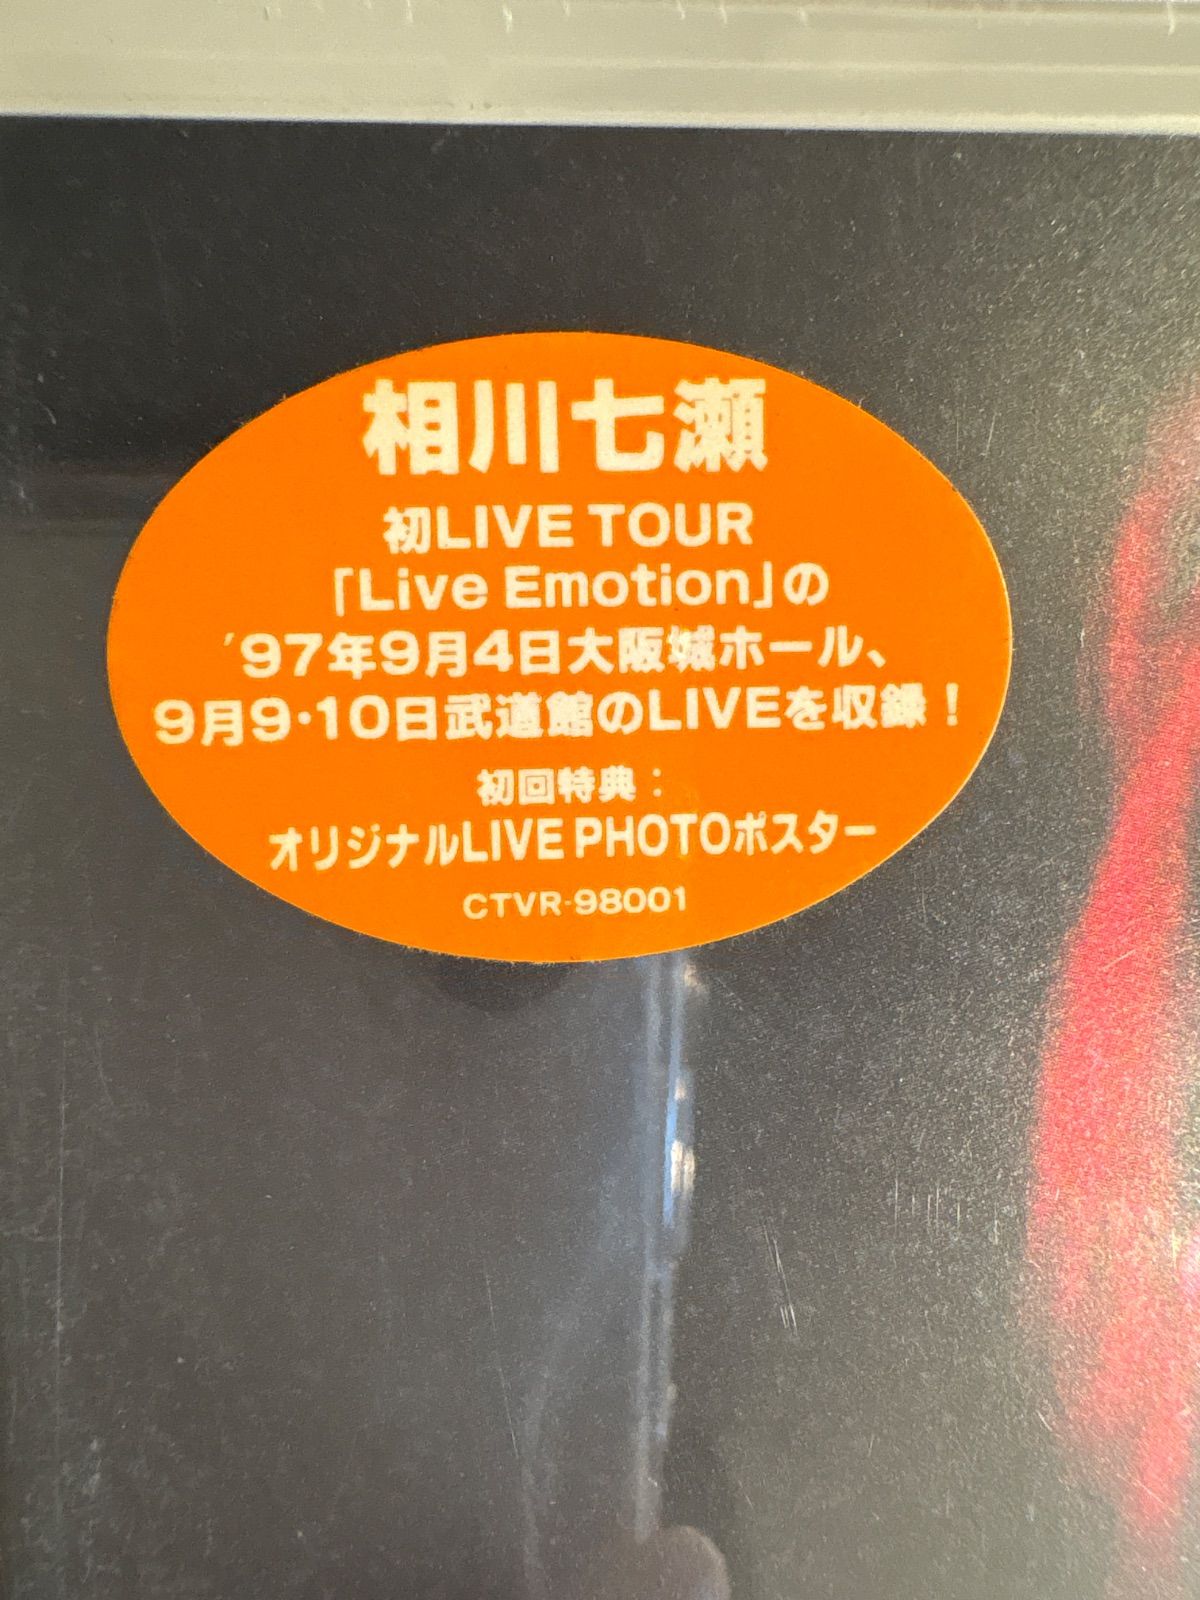 相川七瀬
初LIVE TOUR
「Live Emotion」の
'97年9月4日大阪城ホール、
9月9・10日武道館のLIVEを収録！
初回特典：
オリジナルLIVE PHOTOポスター
CTVR-98001